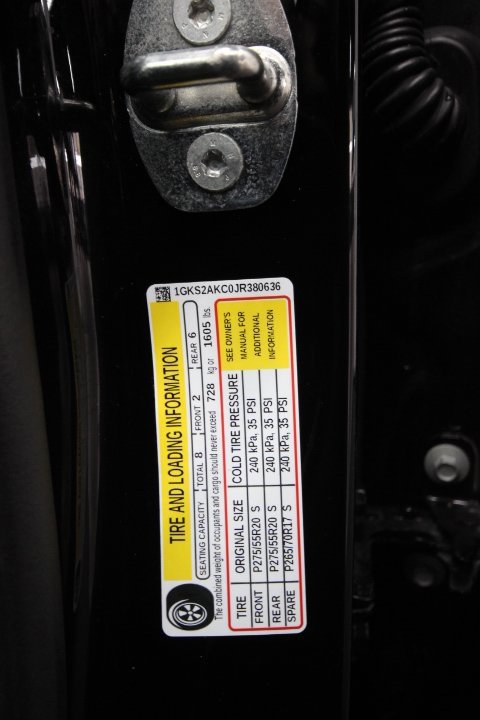 1GKS2AKC0JR380636
TIRE AND LOADING INFORMATION
SEATING CAPACITY TOTAL 8 FRONT 2 REAR 6
The combined weight of occupants and cargo should never exceed 728 kg or 1605 lbs.
TIRE ORIGINAL SIZE COLD TIRE PRESSURE
FRONT P275/55R20 S 240 kPa, 35 PSI
REAR P275/55R20 S 240 kPa, 35 PSI
SPARE P265/70R17 S 240 kPa, 35 PSI
SEE OWNER'S
MANUAL FOR
ADDITIONAL
INFORMATION